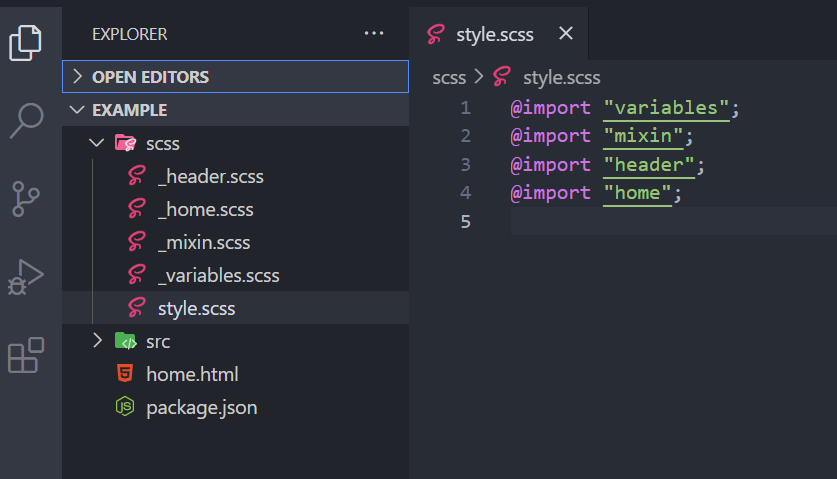 EXPLORER ...
OPEN EDITORS
EXAMPLE
scss
_header.scss
_home.scss
_mixin.scss
_variables.scss
style.scss
src
home.html
package.json
style.scss
scss > style.scss
1 @import "variables";
2 @import "mixin";
3 @import "header";
4 @import "home";
5